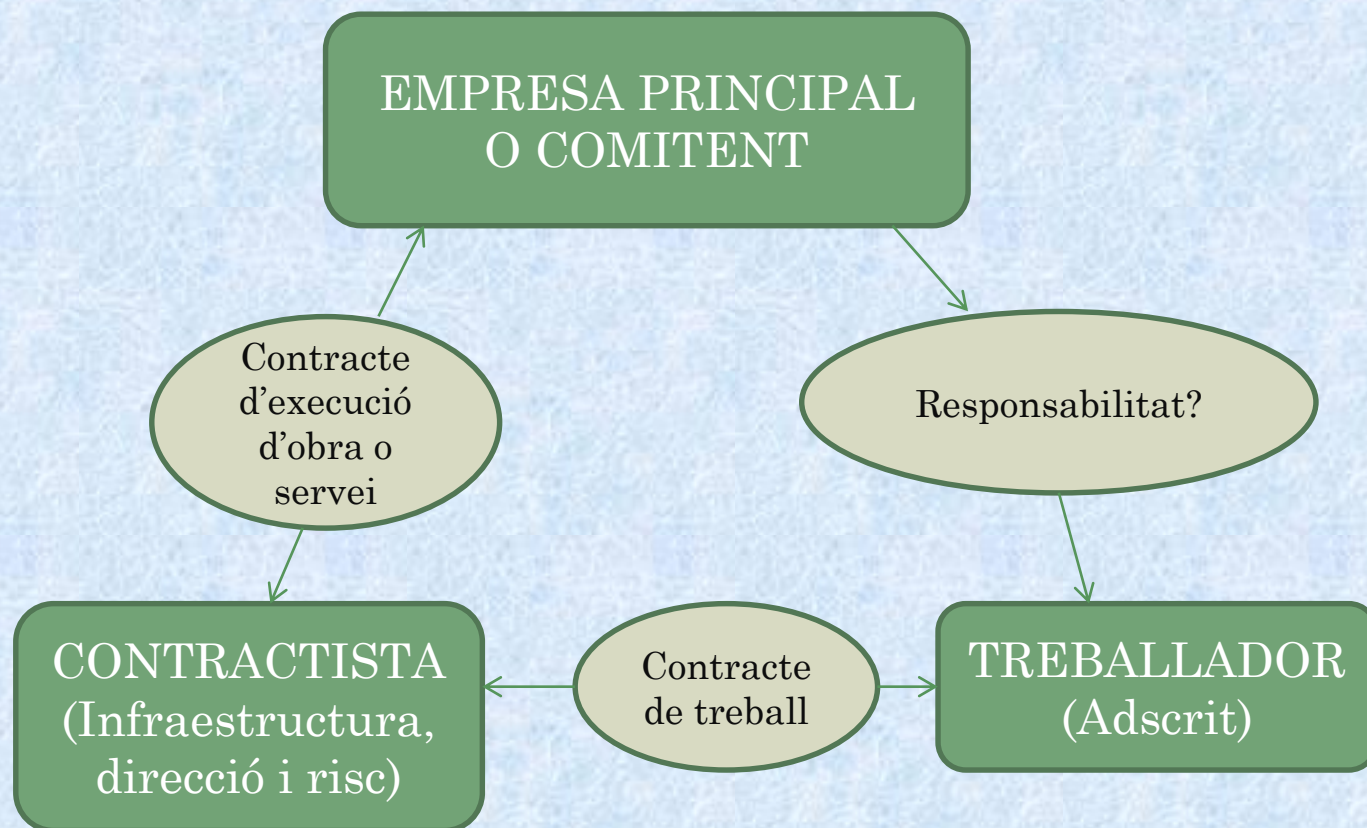 EMPRESA PRINCIPAL
O COMITENT
Contracte
d’execució
d’obra o
servei
Responsabilitat?
CONTRACTISTA
(Infraestructura,
direcció i risc)
Contracte
de treball
TREBALLADOR
(Adscrit)